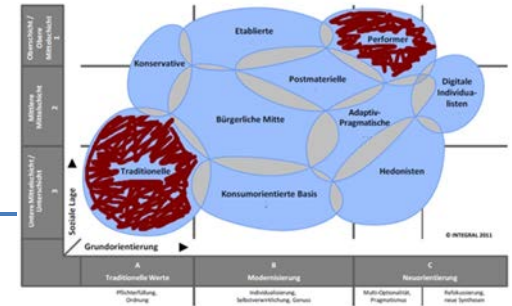 Oberschicht /
Obere
Mittelschicht
1
Mittlere
Mittelschicht
2
Untere Mittelschicht /
Unterschicht
3
Soziale Lage
Etablierte
Performer
Konservative
Postmaterielle
Digitale
Individua-
listen
Bürgerliche Mitte
Adaptiv-
Pragmatische
Traditionelle
Hedonisten
Konsumorientierte Basis
© INTEGRAL 2011
Grundorientierung
A
Traditionelle Werte
B
Modernisierung
C
Neuorientierung
Pflichterfüllung,
Ordnung
Individualisierung,
Selbstverwirklichung, Genuss
Multi-Optionalität,
Pragmatismus
Refokussierung,
neue Synthesen